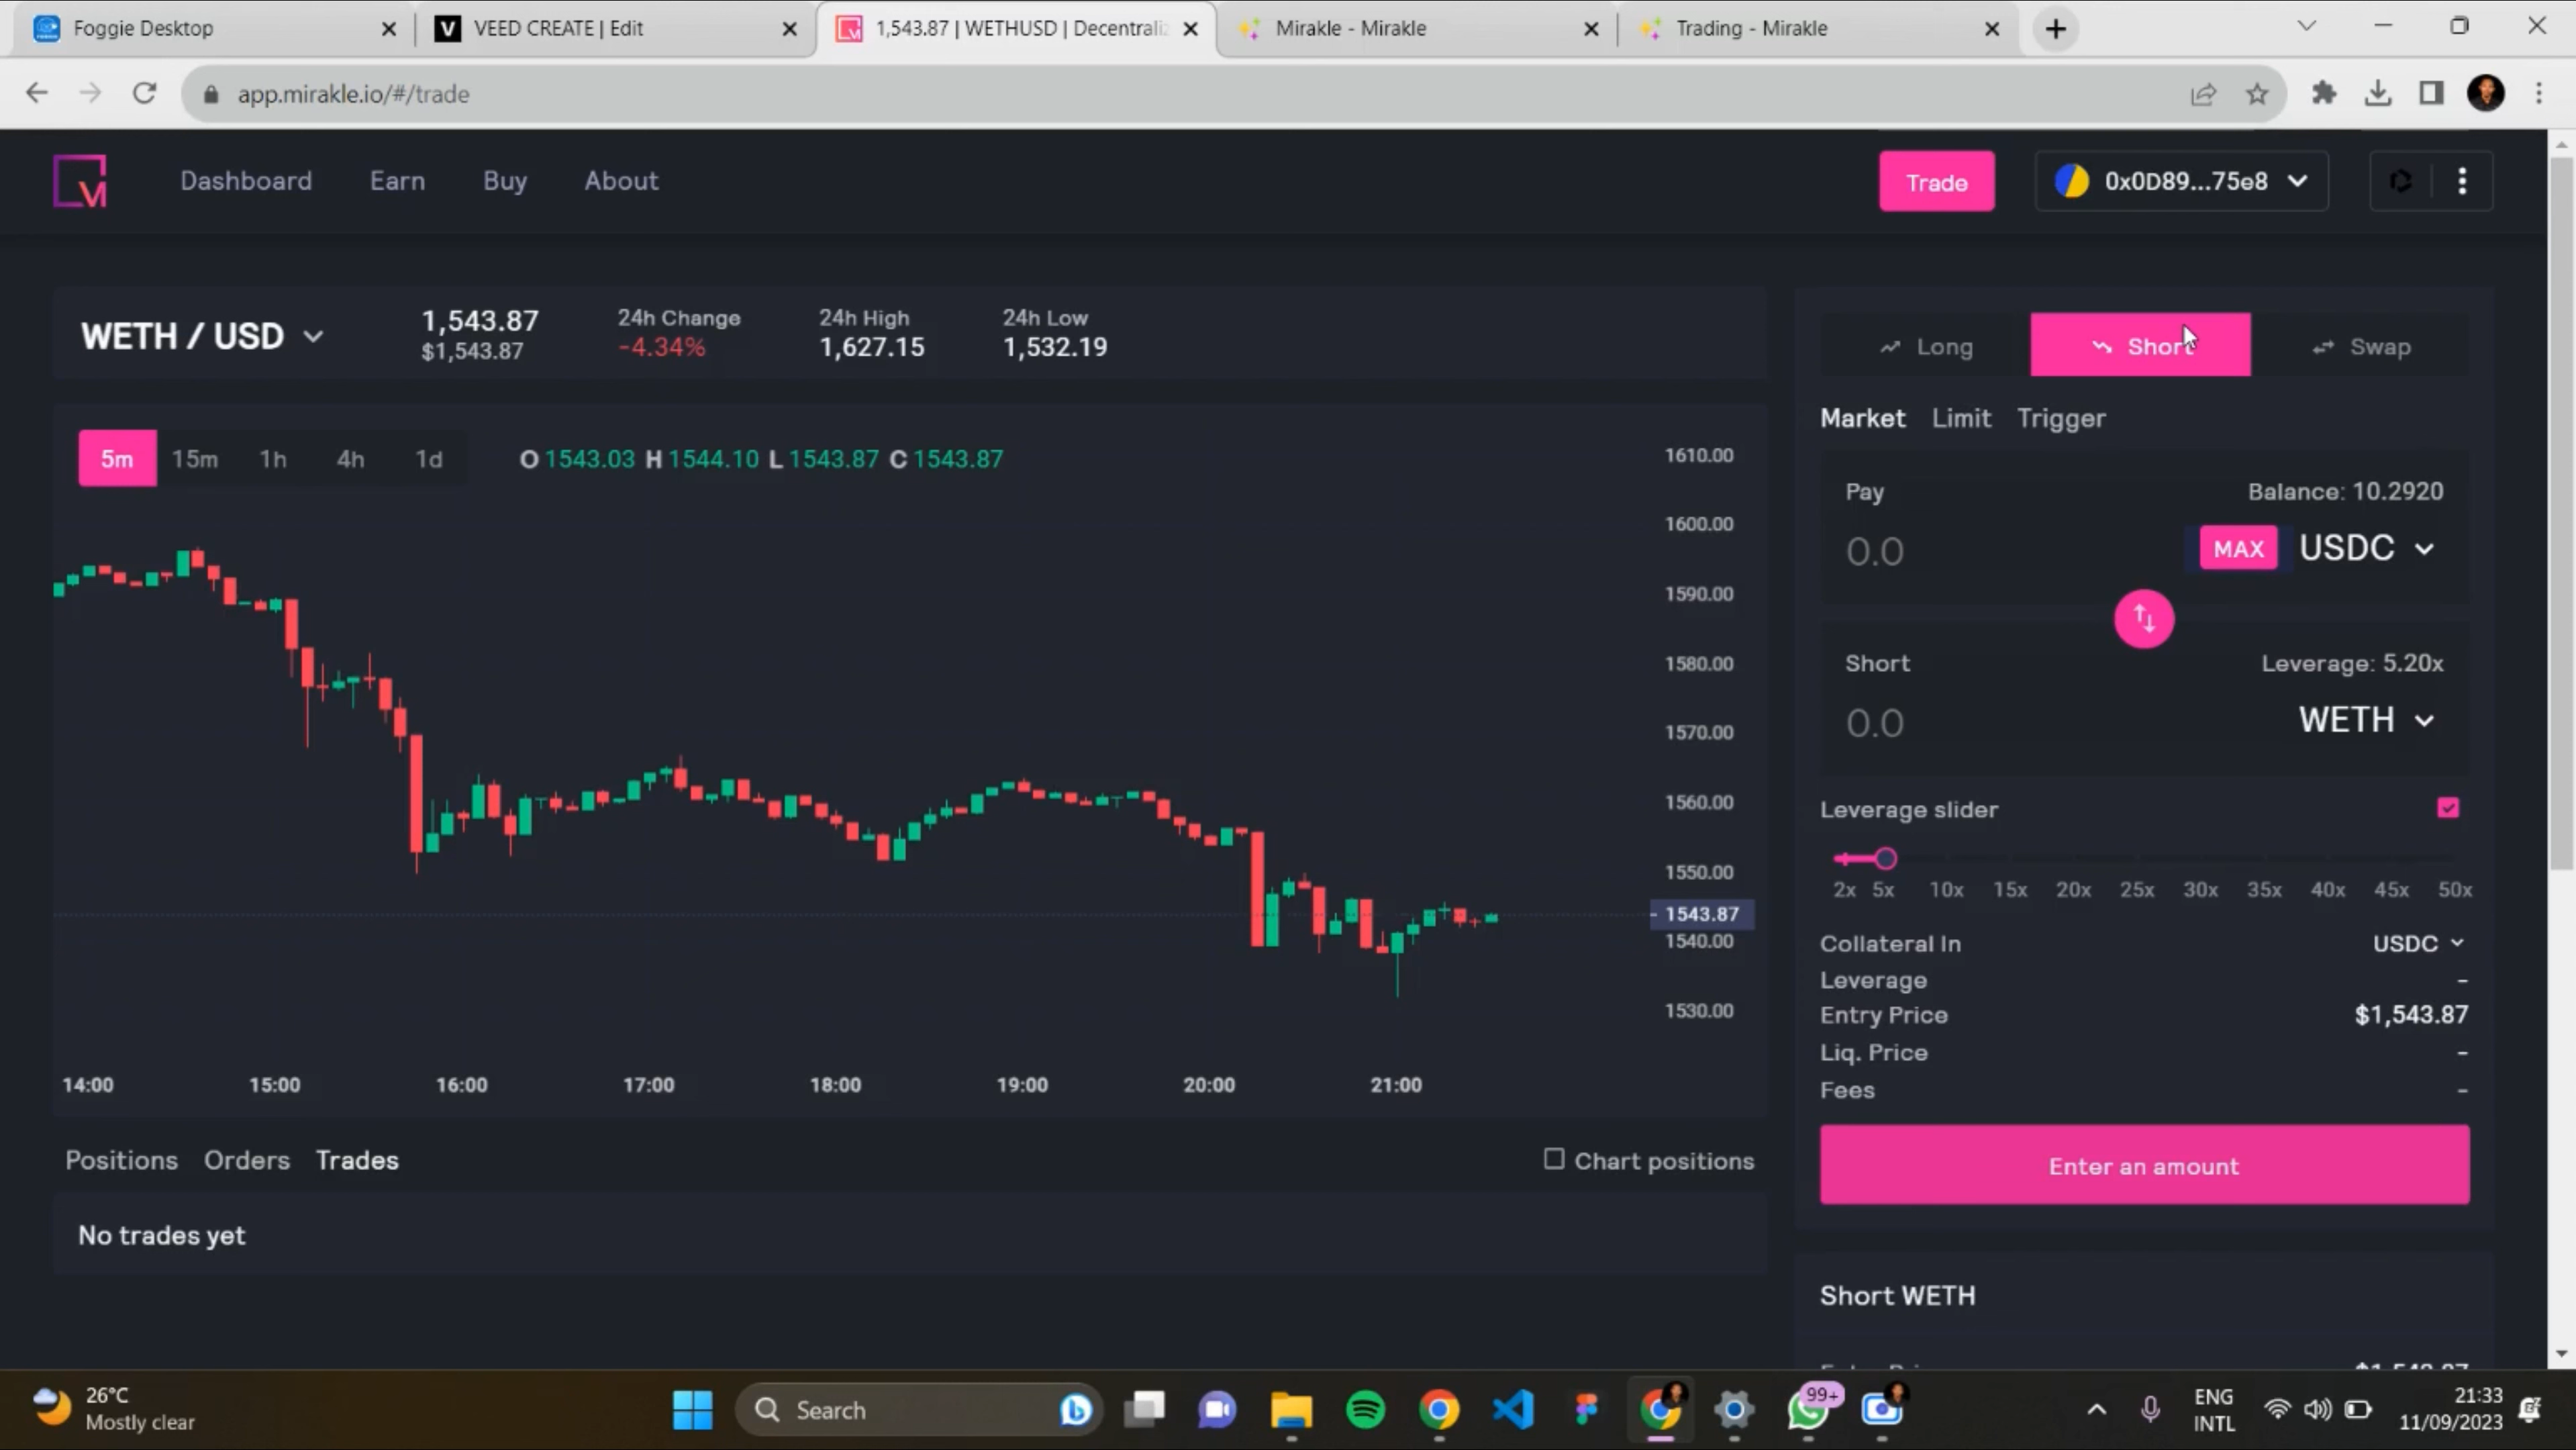 Foggie Desktop
VEED CREATE | Edit
1,543.87 | WETHUSD | Decentraliz
Mirakle - Mirakle
Trading - Mirakle
app.mirakle.io/#/trade
Dashboard
Earn
Buy
About
Trade
0x0D89...75e8
WETH / USD
1,543.87
$1,543.87
24h Change
-4.34%
24h High
1,627.15
24h Low
1,532.19
Long
Short
Swap
Market Limit Trigger
5m 15m 1h 4h 1d
O 1543.03 H 1544.10 L 1543.87 C 1543.87
1610.00
1600.00
1590.00
1580.00
1570.00
1560.00
1550.00
1543.87
1540.00
1530.00
14:00 15:00 16:00 17:00 18:00 19:00 20:00 21:00
Pay
Balance: 10.2920
0.0
MAX
USDC
Short
Leverage: 5.20x
0.0
WETH
Leverage slider
2x 5x 10x 15x 20x 25x 30x 35x 40x 45x 50x
Collateral In
USDC
Leverage -
Entry Price $1,543.87
Liq. Price -
Fees -
Enter an amount
Positions Orders Trades
Chart positions
No trades yet
Short WETH
26°C
Mostly clear
Search
99+
ENG
INTL
21:33
11/09/2023